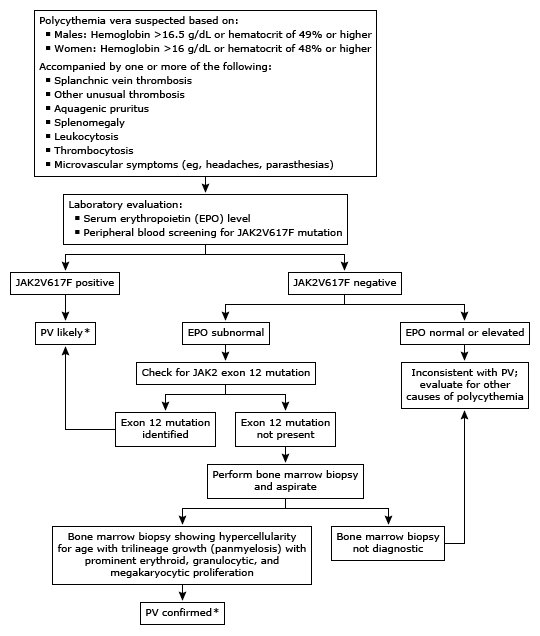 Polycythemia vera suspected based on:
▪ Males: Hemoglobin >16.5 g/dL or hematocrit of 49% or higher
▪ Women: Hemoglobin >16 g/dL or hematocrit of 48% or higher
Accompanied by one or more of the following:
▪ Splanchnic vein thrombosis
▪ Other unusual thrombosis
▪ Aquagenic pruritus
▪ Splenomegaly
▪ Leukocytosis
▪ Thrombocytosis
▪ Microvascular symptoms (eg, headaches, parasthesias)
Laboratory evaluation:
▪ Serum erythropoietin (EPO) level
▪ Peripheral blood screening for JAK2V617F mutation
JAK2V617F positive
JAK2V617F negative
PV likely*
EPO subnormal
EPO normal or elevated
Check for JAK2 exon 12 mutation
Inconsistent with PV;
evaluate for other
causes of polycythemia
Exon 12 mutation
identified
Exon 12 mutation
not present
Perform bone marrow biopsy
and aspirate
Bone marrow biopsy showing hypercellularity
for age with trilineage growth (panmyelosis) with
prominent erythroid, granulocytic, and
megakaryocytic proliferation
Bone marrow biopsy
not diagnostic
PV confirmed*